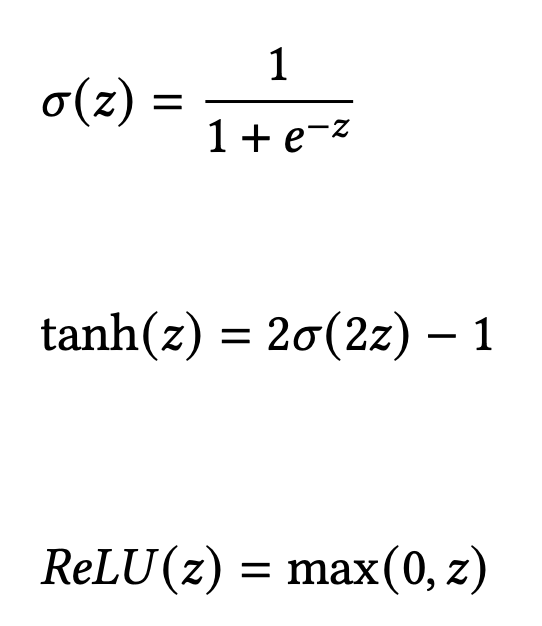 σ(z) = 1 / (1 + e^{−z})
tanh(z) = 2σ(2z) − 1
ReLU(z) = max(0, z)